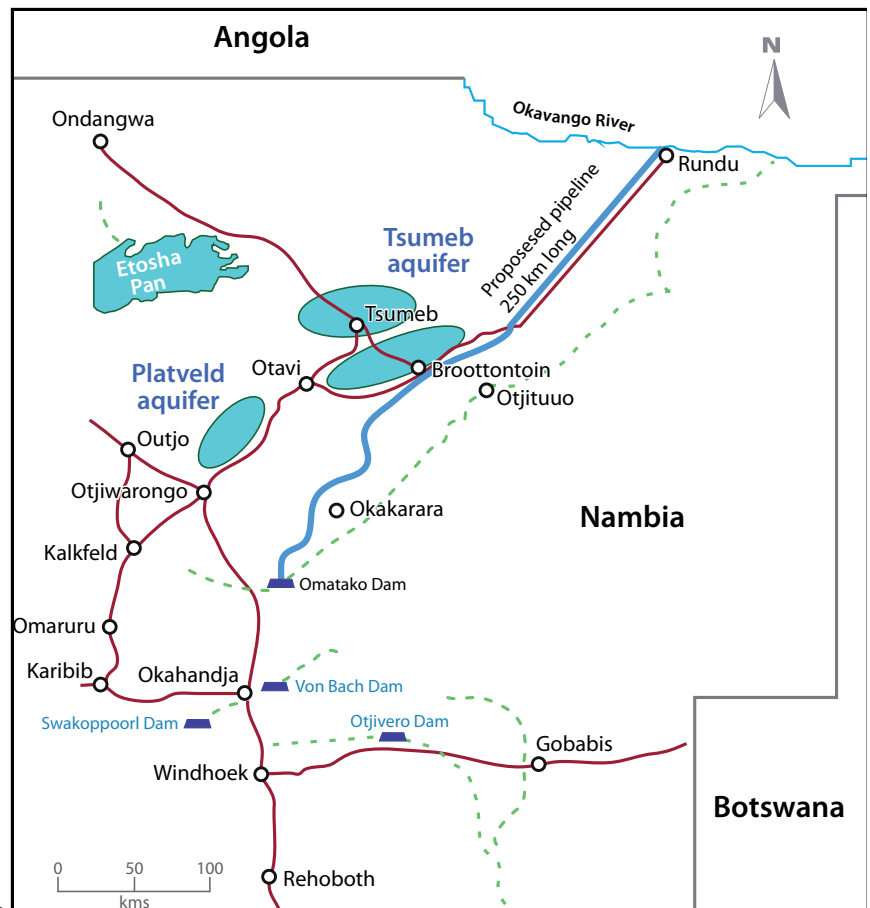 Angola
N
Okavango River
Ondangwa
Rundu
Proposesed pipeline
250 km long
Tsumeb
aquifer
Etosha
Pan
Tsumeb
Otavi
Broottontoin
Platveld
aquifer
Otjituuo
Outjo
Otjiwarongo
Okakarara
Nambia
Kalkfeld
Omatako Dam
Omaruru
Karibib
Okahandja
Von Bach Dam
Swakoppoorl Dam
Otjivero Dam
Gobabis
Windhoek
Botswana
0 50 100
kms
Rehoboth